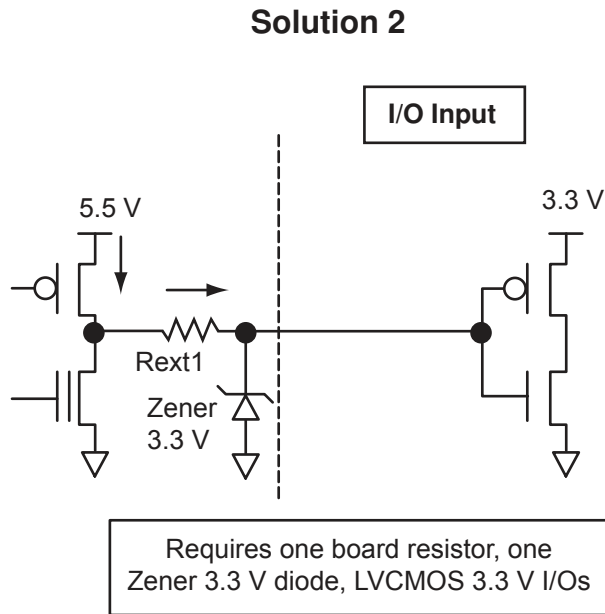 Solution 2
I/O Input
5.5 V
3.3 V
Rext1
Zener
3.3 V
Requires one board resistor, one
Zener 3.3 V diode, LVCMOS 3.3 V I/Os